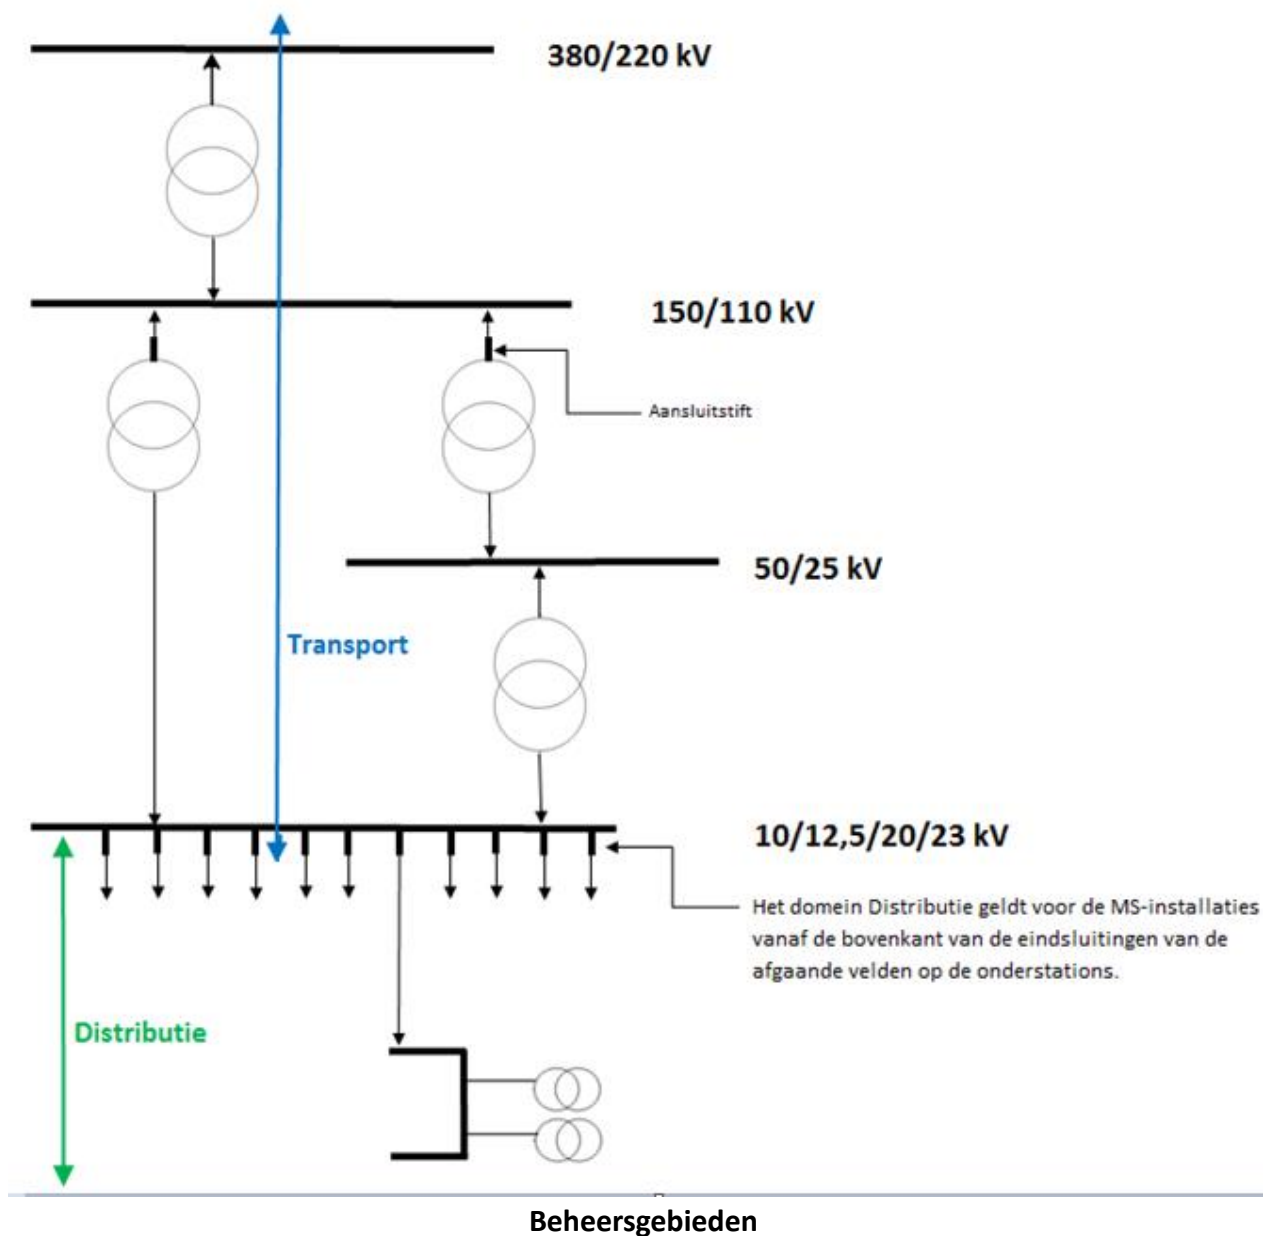 380/220 kV
150/110 kV
Aansluitstift
50/25 kV
Transport
10/12,5/20/23 kV
Het domein Distributie geldt voor de MS-installaties
vanaf de bovenkant van de eindsluitingen van de
afgaande velden op de onderstations.
Distributie
Beheersgebieden